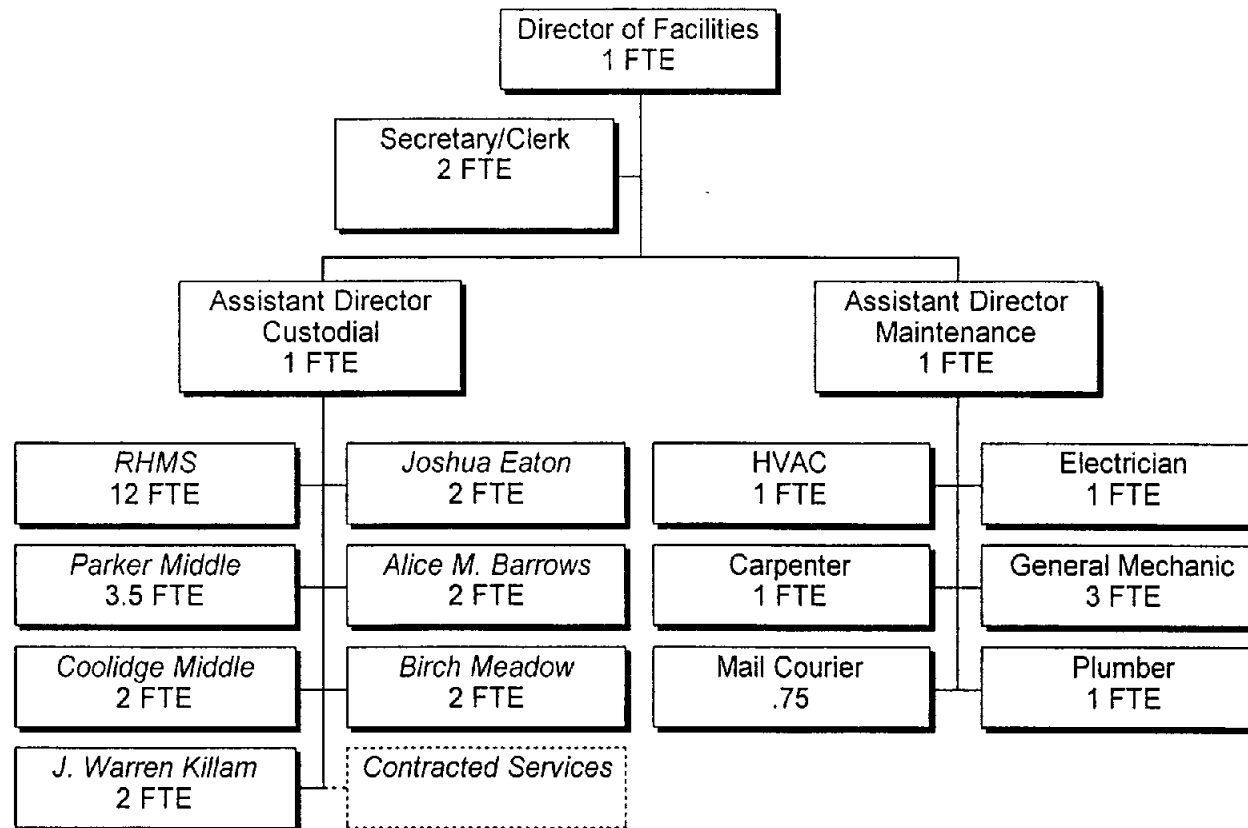 Director of Facilities
1 FTE
Secretary/Clerk
2 FTE
Assistant Director
Custodial
1 FTE
Assistant Director
Maintenance
1 FTE
RHMS
12 FTE
Joshua Eaton
2 FTE
HVAC
1 FTE
Electrician
1 FTE
Parker Middle
3.5 FTE
Alice M. Barrows
2 FTE
Carpenter
1 FTE
General Mechanic
3 FTE
Coolidge Middle
2 FTE
Birch Meadow
2 FTE
Mail Courier
.75
Plumber
1 FTE
J. Warren Killam
2 FTE
Contracted Services